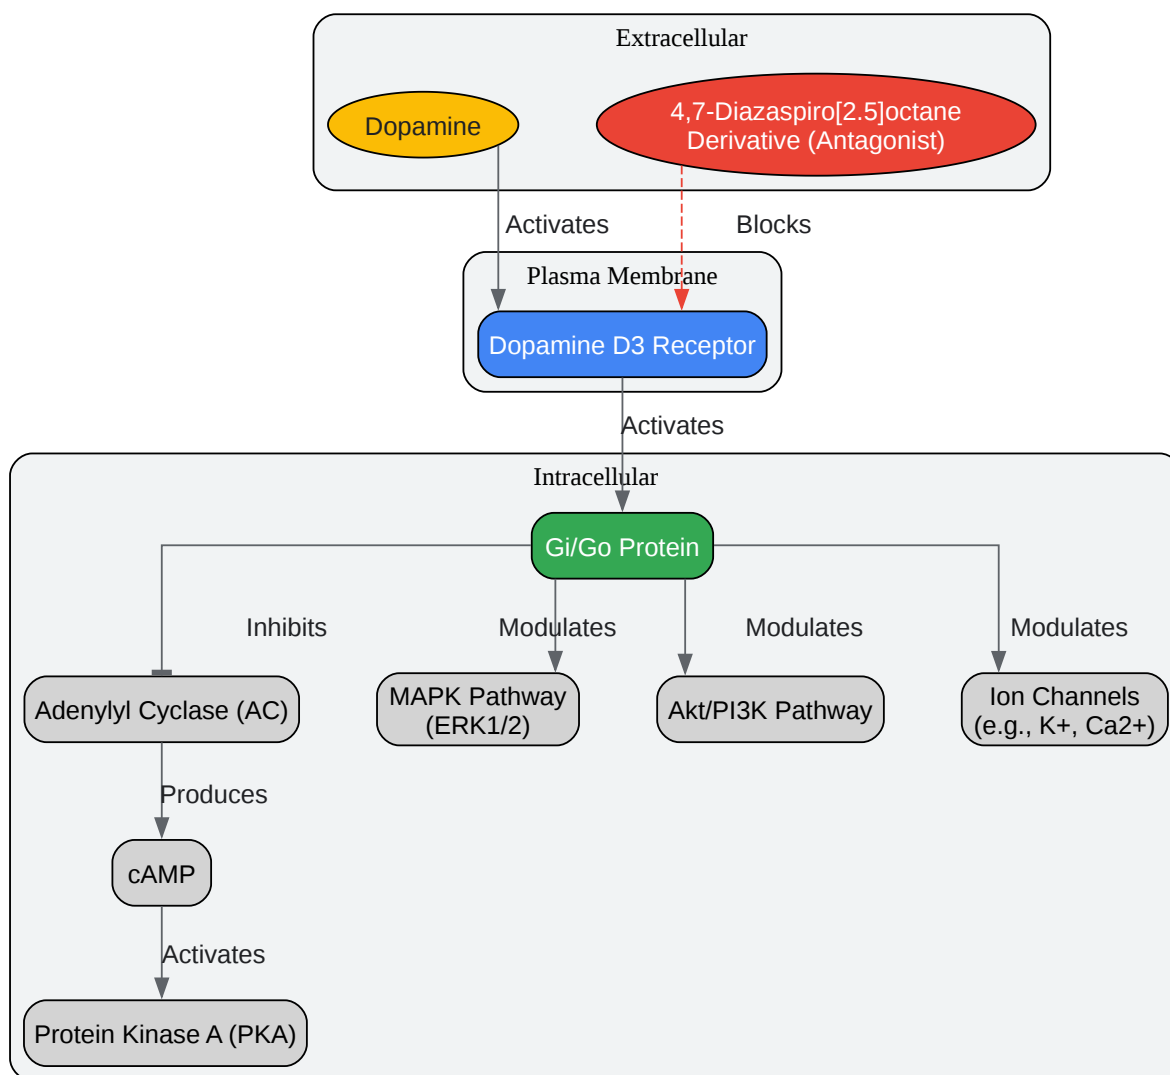 Extracellular
Dopamine
4,7-Diazaspiro[2.5]octane
Derivative (Antagonist)
Activates
Blocks
Plasma Membrane
Dopamine D3 Receptor
Activates
Intracellular
Gi/Go Protein
Inhibits
Modulates
Modulates
Modulates
Adenylyl Cyclase (AC)
MAPK Pathway
(ERK1/2)
Akt/PI3K Pathway
Ion Channels
(e.g., K+, Ca2+)
Produces
cAMP
Activates
Protein Kinase A (PKA)